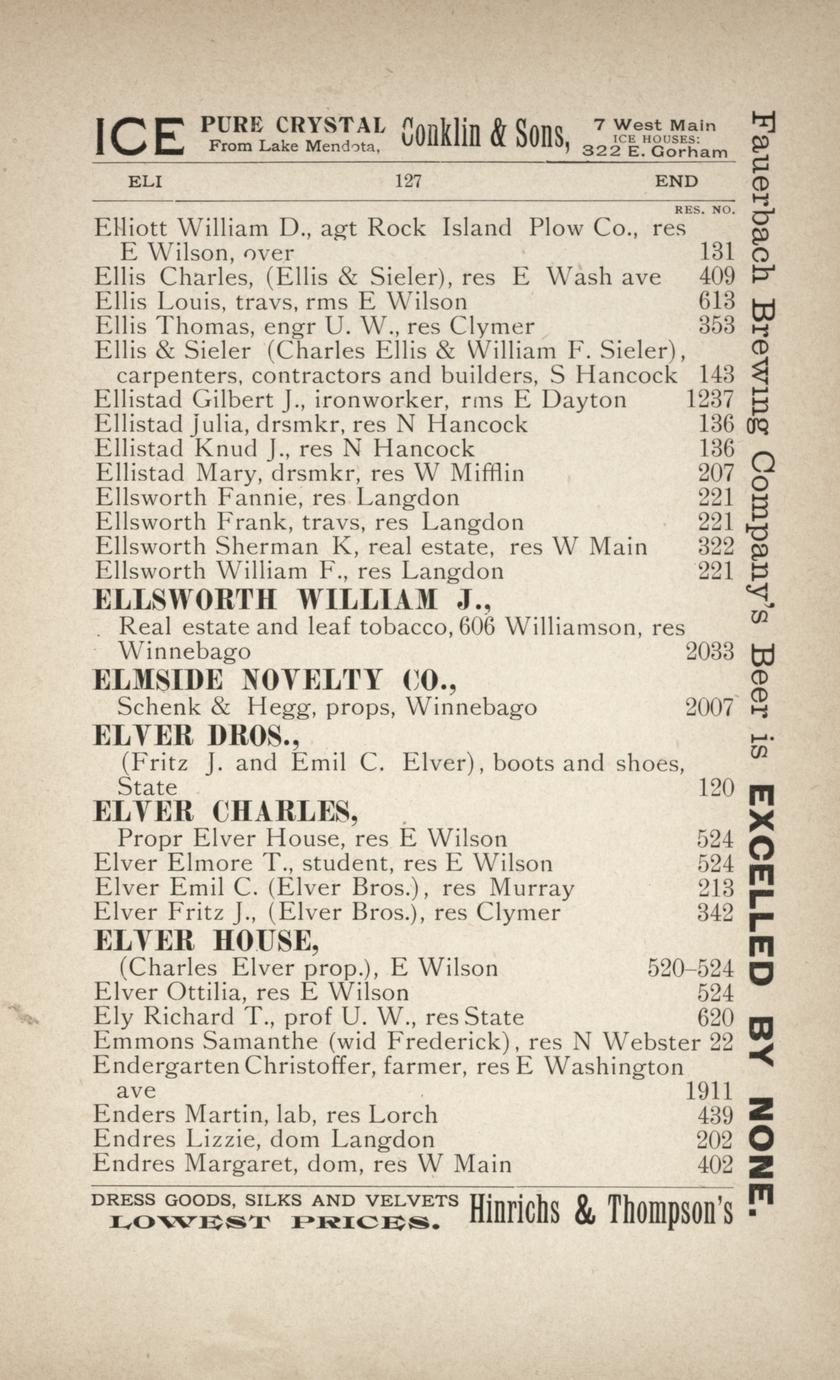 ICE PURE CRYSTAL From Lake Mendota, Conklin & Sons, 7 West Main ICE HOUSES: 322 E. Gorham
ELI 127 END
RES. NO.
Elliott William D., agt Rock Island Plow Co., res
E Wilson, over 131
Ellis Charles, (Ellis & Sieler), res E Wash ave 409
Ellis Louis, travs, rms E Wilson 613
Ellis Thomas, engr U. W., res Clymer 353
Ellis & Sieler (Charles Ellis & William F. Sieler),
carpenters, contractors and builders, S Hancock 143
Ellistad Gilbert J., ironworker, rms E Dayton 1237
Ellistad Julia, drsmkr, res N Hancock 136
Ellistad Knud J., res N Hancock 136
Ellistad Mary, drsmkr, res W Mifflin 207
Ellsworth Fannie, res Langdon 221
Ellsworth Frank, travs, res Langdon 221
Ellsworth Sherman K, real estate, res W Main 322
Ellsworth William F., res Langdon 221
ELLSWORTH WILLIAM J.,
Real estate and leaf tobacco, 606 Williamson, res
Winnebago 2033
ELMSIDE NOVELTY CO.,
Schenk & Hegg, props, Winnebago 2007
ELVER DROS.,
(Fritz J. and Emil C. Elver), boots and shoes,
State 120
ELVER CHARLES,
Propr Elver House, res E Wilson 524
Elver Elmore T., student, res E Wilson 524
Elver Emil C. (Elver Bros.), res Murray 213
Elver Fritz J., (Elver Bros.), res Clymer 342
ELVER HOUSE,
(Charles Elver prop.), E Wilson 520–524
Elver Ottilia, res E Wilson 524
Ely Richard T., prof U. W., res State 620
Emmons Samanthe (wid Frederick), res N Webster 22
Endergarten Christoffer, farmer, res E Washington
ave 1911
Enders Martin, lab, res Lorch 439
Endres Lizzie, dom Langdon 202
Endres Margaret, dom, res W Main 402
DRESS GOODS, SILKS AND VELVETS
LOWEST PRICES. Hinrichs & Thompson's
Fauerbach Brewing Company's Beer is EXCELLED BY NONE.